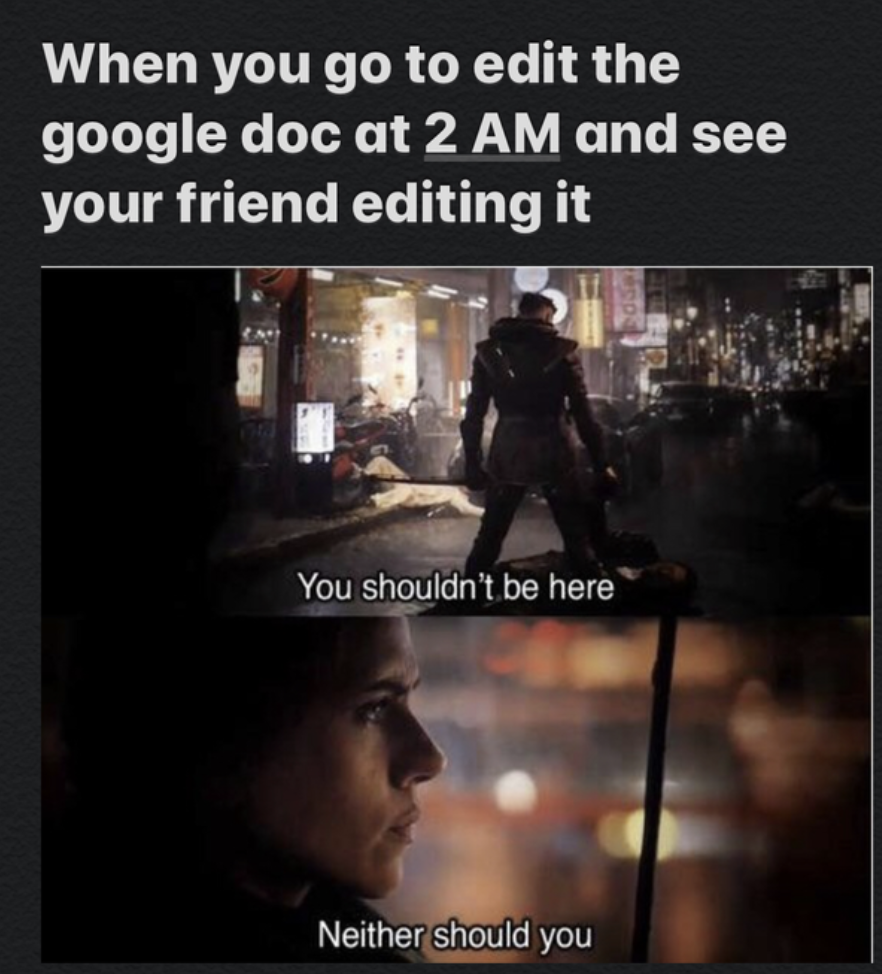 When you go to edit the
google doc at 2 AM and see
your friend editing it
You shouldn't be here
Neither should you